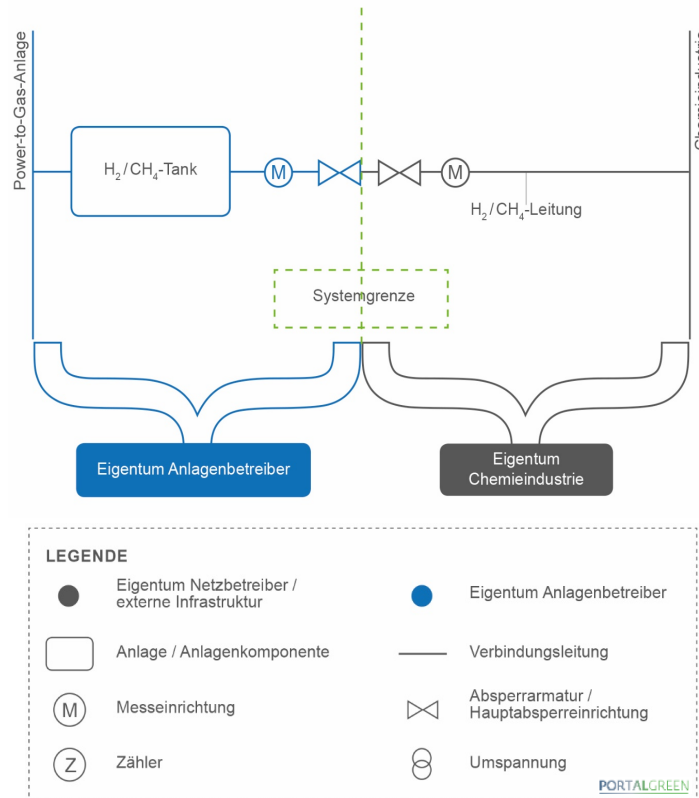 Power-to-Gas-Anlage
Chemieindustrie
H₂/CH₄-Tank
M
M
H₂/CH₄-Leitung
Systemgrenze
Eigentum Anlagenbetreiber
Eigentum
Chemieindustrie
LEGENDE
Eigentum Netzbetreiber /
externe Infrastruktur
Eigentum Anlagenbetreiber
Anlage / Anlagenkomponente
Verbindungsleitung
M
Messeinrichtung
Absperrarmatur /
Hauptabsperreinrichtung
Z
Zähler
Umspannung
PORTALGREEN